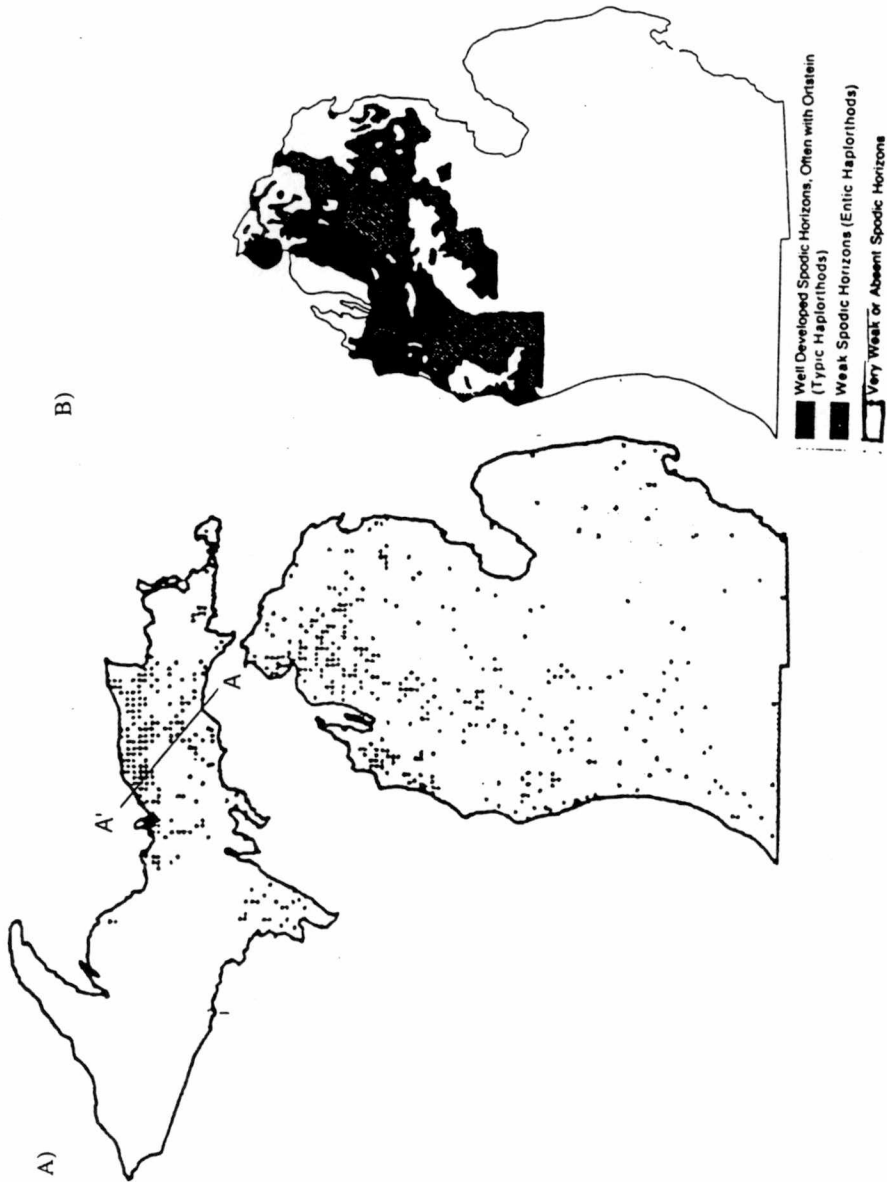 A)
A'
A
B)
Well Developed Spodic Horizons, Often with Ortstein
(Typic Haplorthods)
Weak Spodic Horizons (Entic Haplorthods)
Very Weak or Absent Spodic Horizons